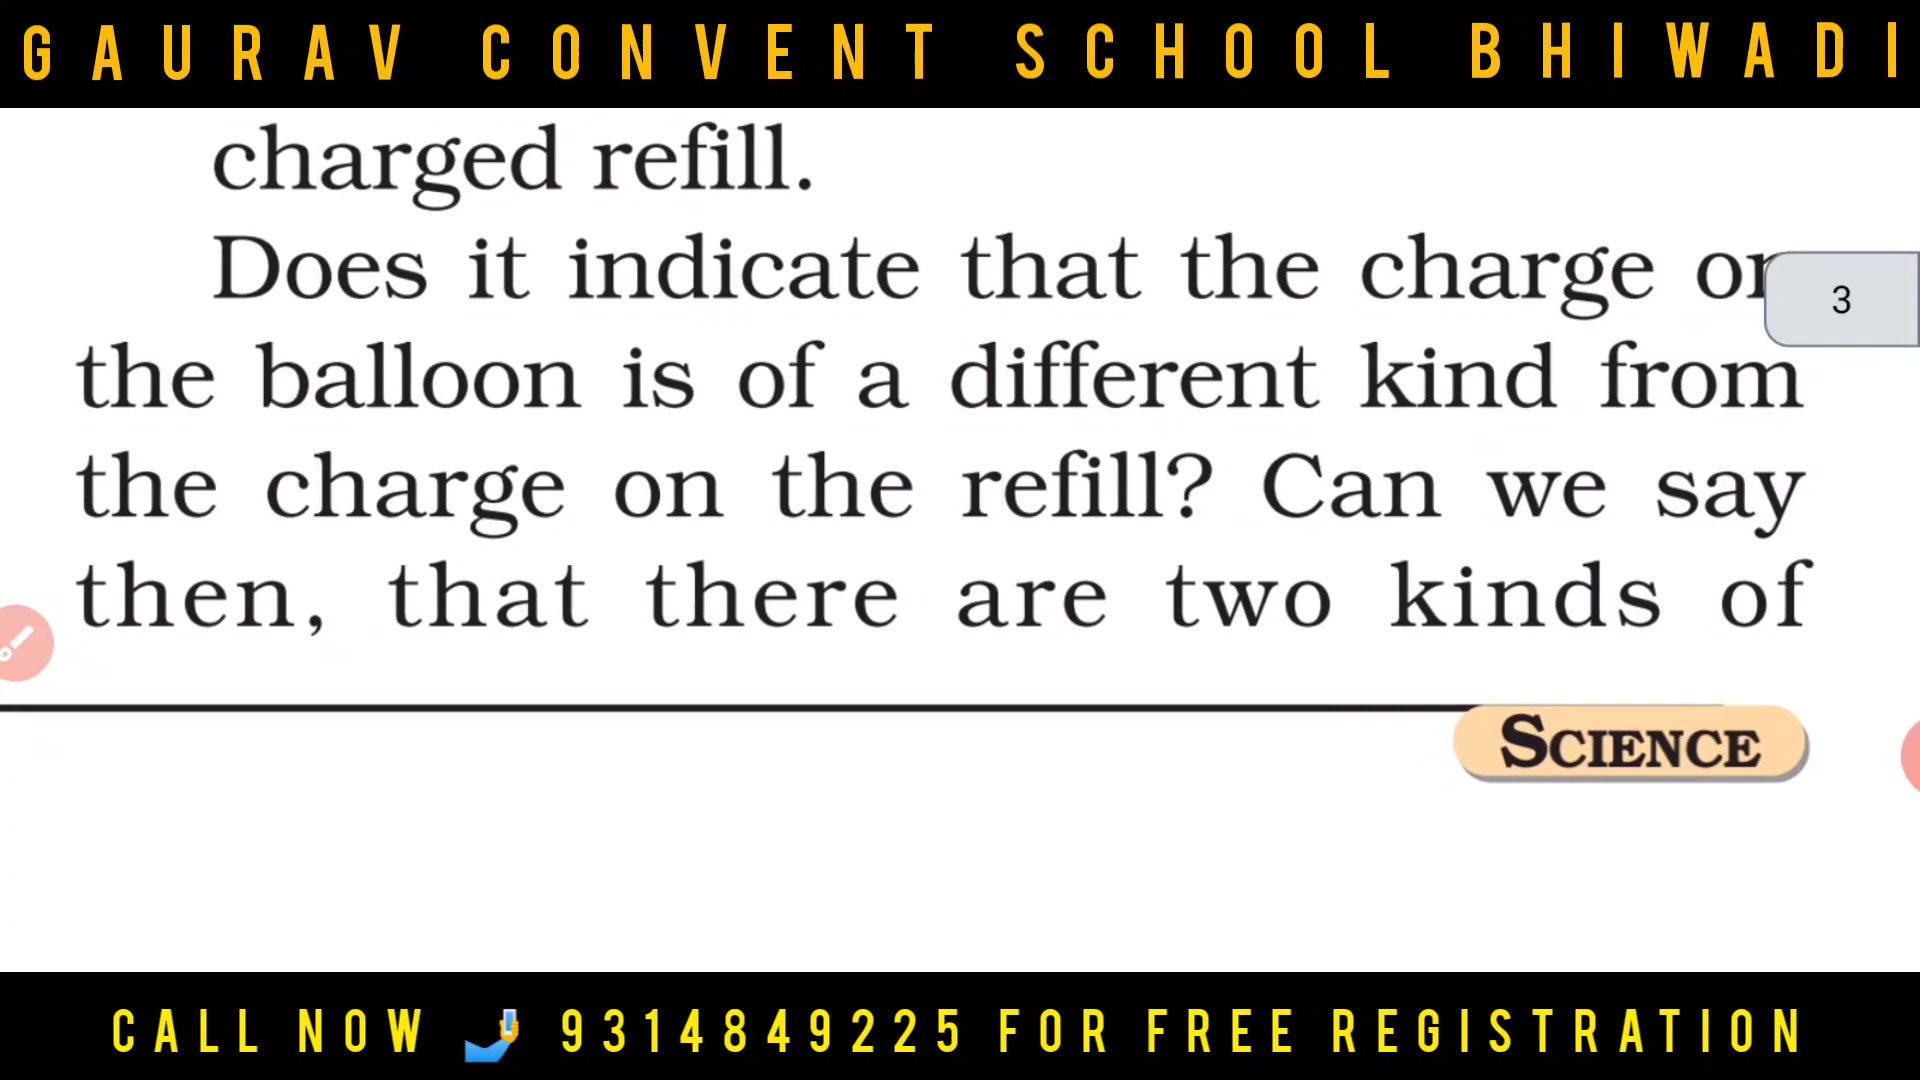 GAURAV CONVENT SCHOOL BHIWADI
charged refill.
Does it indicate that the charge on
3
the balloon is of a different kind from
the charge on the refill? Can we say
then, that there are two kinds of
SCIENCE
CALL NOW 9314849225 FOR FREE REGISTRATION